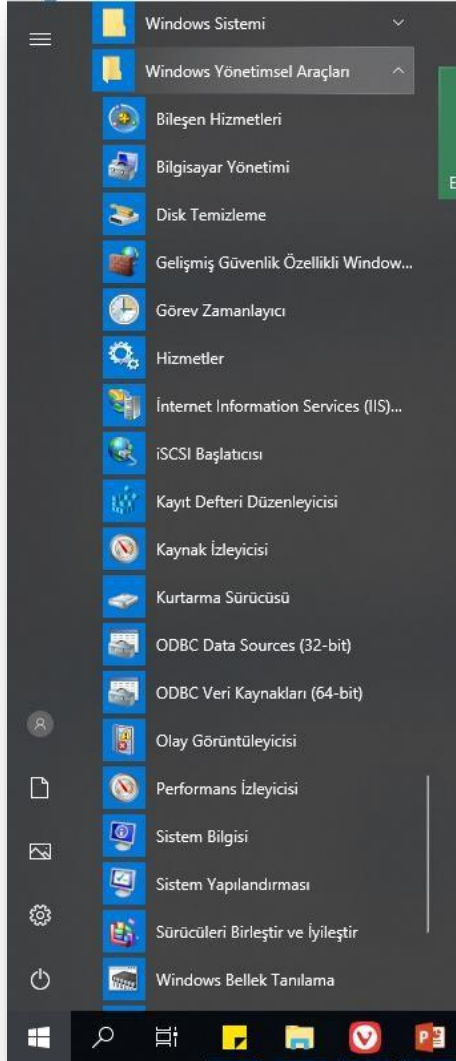 Windows Sistemi
Windows Yönetimsel Araçları
Bileşen Hizmetleri
Bilgisayar Yönetimi
Disk Temizleme
Gelişmiş Güvenlik Özellikli Window...
Görev Zamanlayıcı
Hizmetler
İnternet Information Services (IIS)...
iSCSI Başlatıcısı
Kayıt Defteri Düzenleyicisi
Kaynak İzleyicisi
Kurtarma Sürücüsü
ODBC Data Sources (32-bit)
ODBC Veri Kaynakları (64-bit)
Olay Görüntüleyicisi
Performans İzleyicisi
Sistem Bilgisi
Sistem Yapılandırması
Sürücüleri Birleştir ve İyileştir
Windows Bellek Tanılama